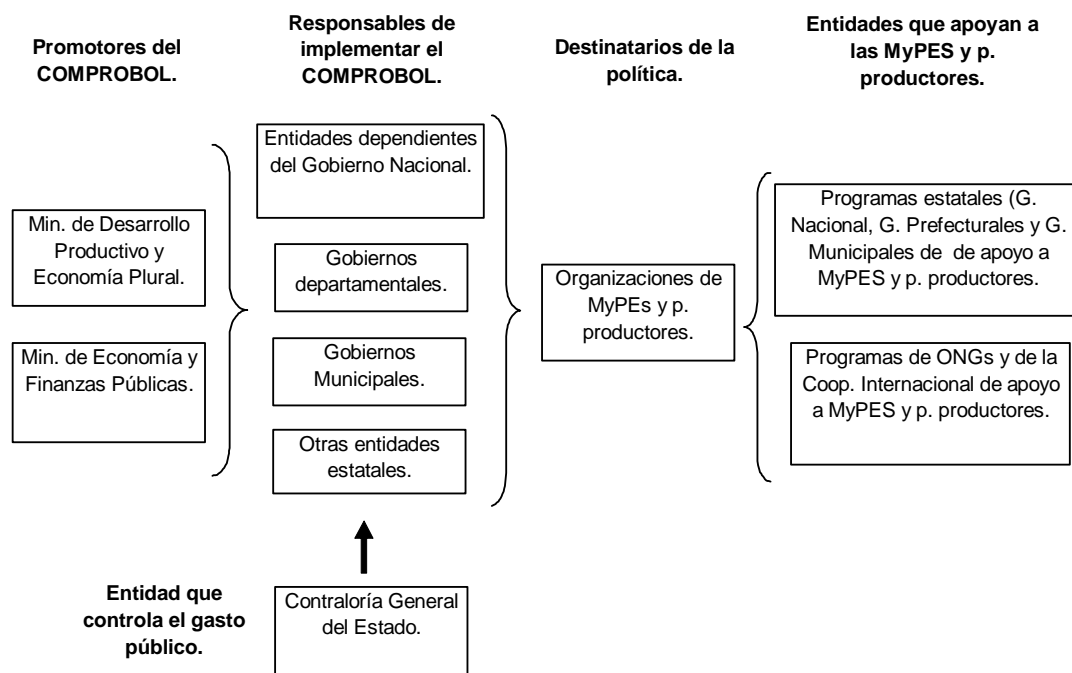 Promotores del
COMPROBOL.
Responsables de
implementar el
COMPROBOL.
Destinatarios de la
política.
Entidades que apoyan a
las MyPES y p.
productores.
Min. de Desarrollo
Productivo y
Economía Plural.
Min. de Economía y
Finanzas Públicas.
Entidades dependientes
del Gobierno Nacional.
Gobiernos
departamentales.
Gobiernos
Municipales.
Otras entidades
estatales.
Organizaciones de
MyPEs y p.
productores.
Programas estatales (G.
Nacional, G. Prefecturales y G.
Municipales de de apoyo a
MyPES y p. productores.
Programas de ONGs y de la
Coop. Internacional de apoyo
a MyPES y p. productores.
Entidad que
controla el gasto
público.
Contraloría General
del Estado.